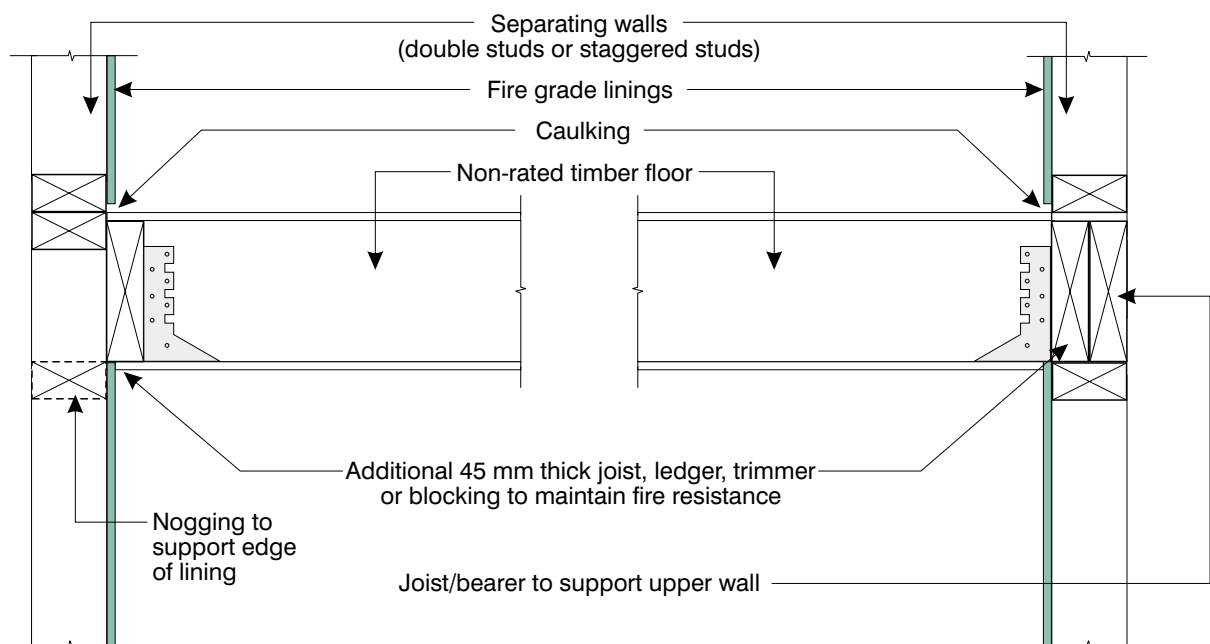 Separating walls
(double studs or staggered studs)
Fire grade linings
Caulking
Non-rated timber floor
Additional 45 mm thick joist, ledger, trimmer
or blocking to maintain fire resistance
Nogging to
support edge
of lining
Joist/bearer to support upper wall